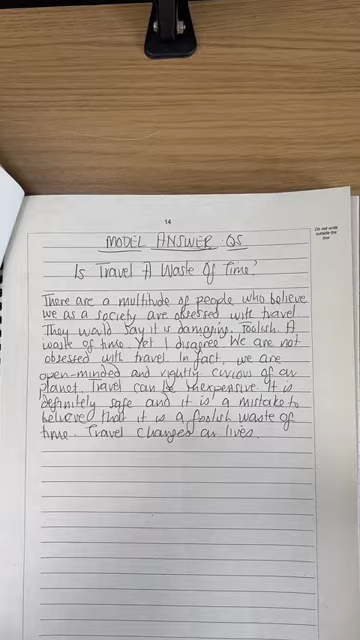 14
Do not write
outside the
box
MODEL ANSWER Q5
Is Travel A Waste Of Time?
There are a multitude of people who believe
we as a society are obsessed with travel
They would say it is damaging. Foolish. A
waste of time. Yet I disagree. We are not
obsessed with travel. In fact, we are
open-minded and rightly curious of our
planet. Travel can be inexpensive. It is
definitely safe and it is a mistake to
believe that it is a foolish waste of
time. Travel changed our lives.